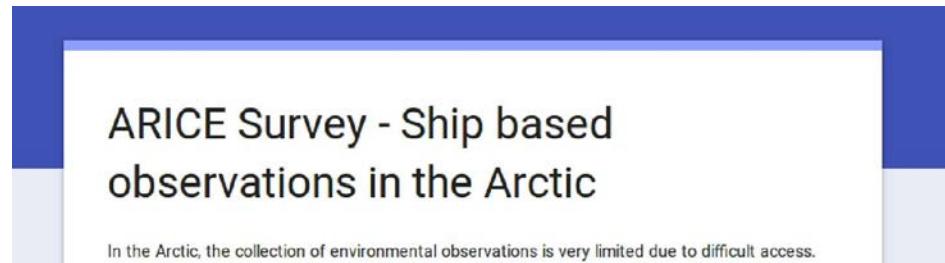 ARICE Survey - Ship based
observations in the Arctic
In the Arctic, the collection of environmental observations is very limited due to difficult access.